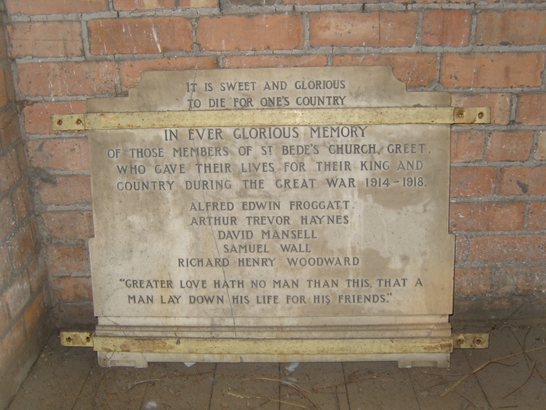 IT IS SWEET AND GLORIOUS
TO DIE FOR ONE'S COUNTRY
IN EVER GLORIOUS MEMORY
OF THOSE MEMBERS OF ST BEDE'S CHURCH, GREET,
WHO GAVE THEIR LIVES FOR THEIR KING AND
COUNTRY DURING THE GREAT WAR 1914-1918.
ALFRED EDWIN FROGGATT.
ARTHUR TREVOR HAYNES
DAVID MANSELL
SAMUEL WALL
RICHARD HENRY WOODWARD
"GREATER LOVE HATH NO MAN THAN THIS, THAT A
MAN LAY DOWN HIS LIFE FOR HIS FRIENDS."